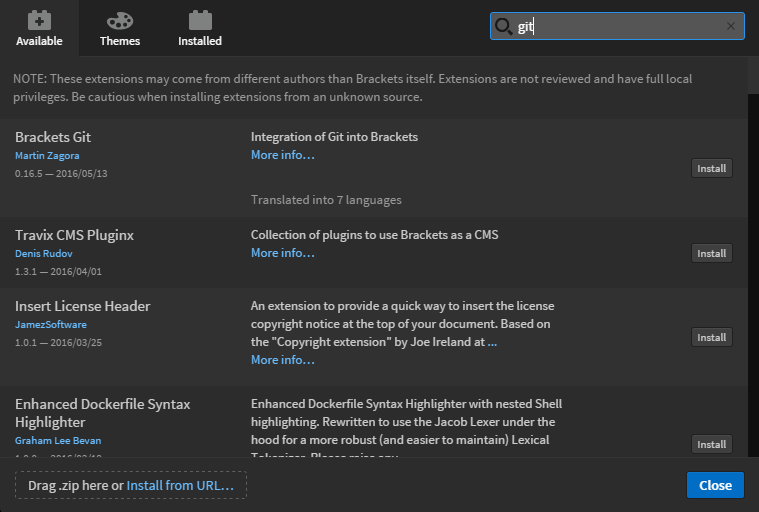 Available
Themes
Installed
git
NOTE: These extensions may come from different authors than Brackets itself. Extensions are not reviewed and have full local
privileges. Be cautious when installing extensions from an unknown source.
Brackets Git
Martin Zagora
0.16.5 — 2016/05/13
Integration of Git into Brackets
More info…
Translated into 7 languages
Install
Travix CMS Pluginx
Denis Rudov
1.3.1 — 2016/04/01
Collection of plugins to use Brackets as a CMS
More info…
Install
Insert License Header
JamezSoftware
1.0.1 — 2016/03/25
An extension to provide a quick way to insert the license
copyright notice at the top of your document. Based on
the "Copyright extension" by Joe Ireland at ...
More info…
Install
Enhanced Dockerfile Syntax
Highlighter
Graham Lee Bevan
Enhanced Dockerfile Syntax Highlighter with nested Shell
highlighting. Rewritten to use the Jacob Lexer under the
hood for a more robust (and easier to maintain) Lexical
Install
Drag .zip here or Install from URL…
Close